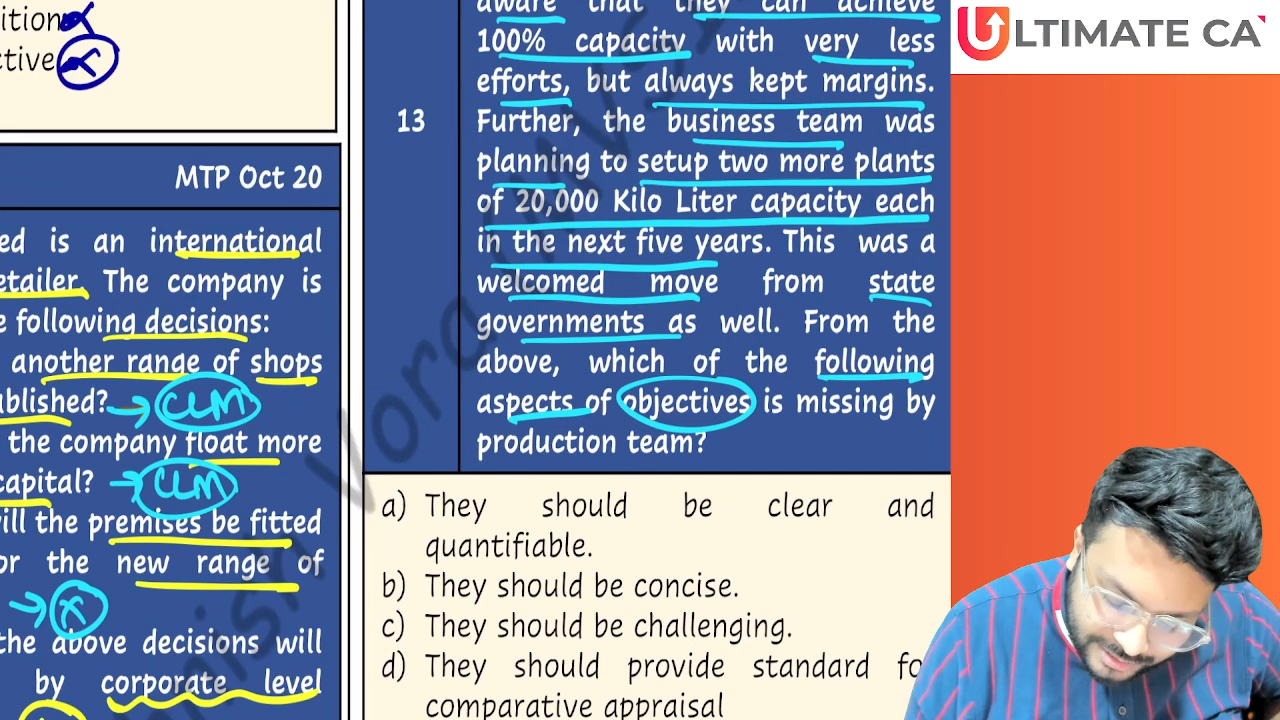 ition
ctive
MTP Oct 20
ed is an international
etailer. The company is
e following decisions:
another range of shops
ablished? → CLM
the company float more
capital? → CLM
ill the premises be fitted
or the new range of
→ x
the above decisions will
by corporate level
aware that they can achieve
100% capacity with very less
efforts, but always kept margins.
13
Further, the business team was
planning to setup two more plants
of 20,000 Kilo Liter capacity each
in the next five years. This was a
welcomed move from state
governments as well. From the
above, which of the following
aspects of objectives is missing by
production team?
a) They should be clear and
quantifiable.
b) They should be concise.
c) They should be challenging.
d) They should provide standard fo
comparative appraisal
ULTIMATE CA